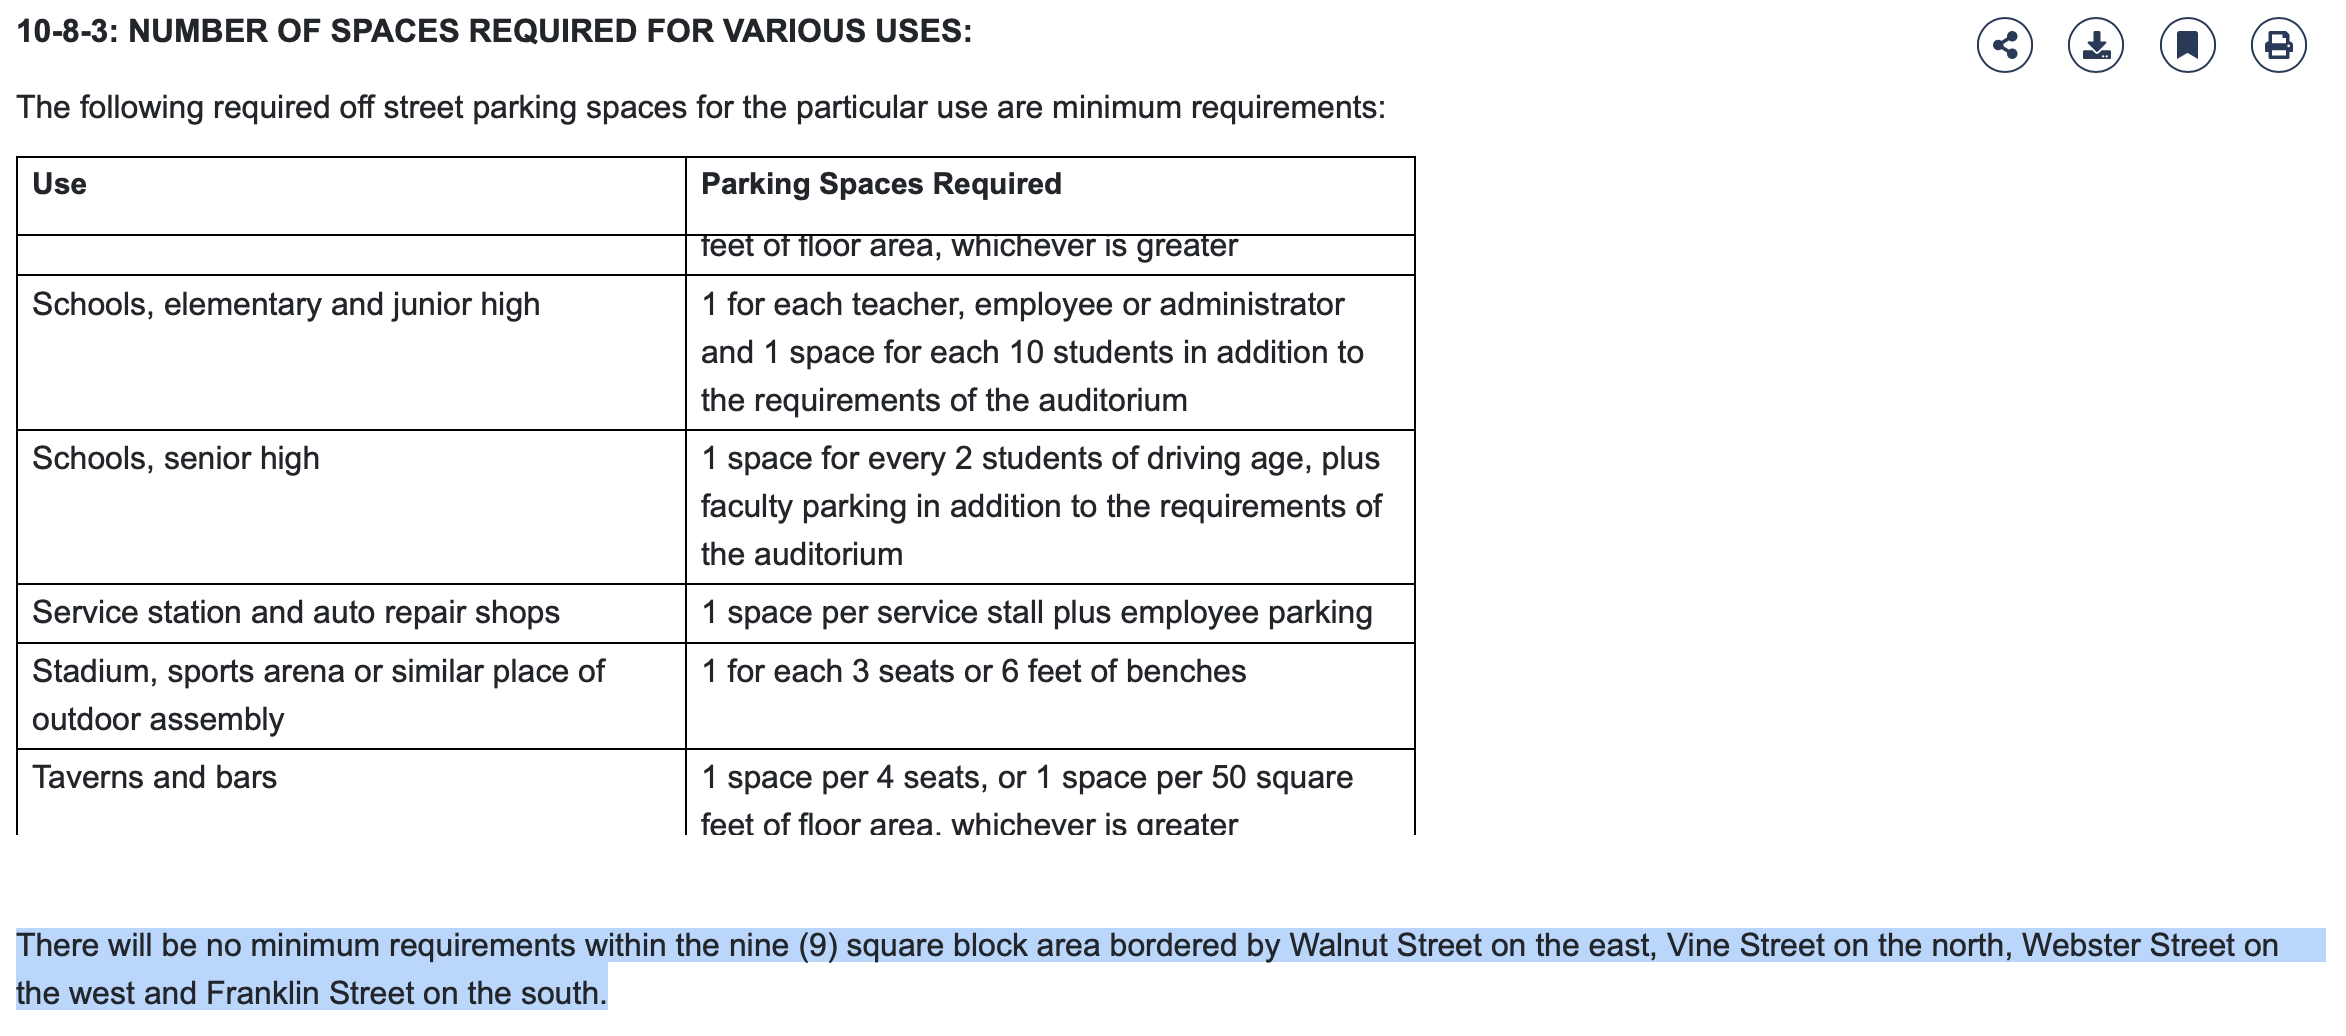 10-8-3: NUMBER OF SPACES REQUIRED FOR VARIOUS USES:
The following required off street parking spaces for the particular use are minimum requirements:
Use
Parking Spaces Required
feet of floor area, whichever is greater
Schools, elementary and junior high
1 for each teacher, employee or administrator
and 1 space for each 10 students in addition to
the requirements of the auditorium
Schools, senior high
1 space for every 2 students of driving age, plus
faculty parking in addition to the requirements of
the auditorium
Service station and auto repair shops
1 space per service stall plus employee parking
Stadium, sports arena or similar place of
outdoor assembly
1 for each 3 seats or 6 feet of benches
Taverns and bars
1 space per 4 seats, or 1 space per 50 square
feet of floor area, whichever is greater
There will be no minimum requirements within the nine (9) square block area bordered by Walnut Street on the east, Vine Street on the north, Webster Street on
the west and Franklin Street on the south.